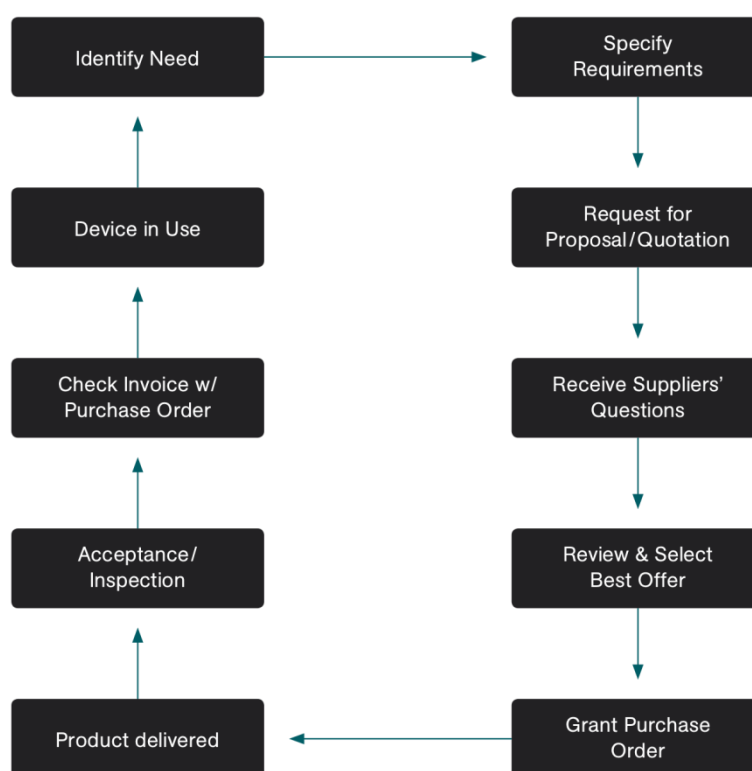 Identify Need
Specify
Requirements
Device in Use
Request for
Proposal/Quotation
Check Invoice w/
Purchase Order
Receive Suppliers’
Questions
Acceptance/
Inspection
Review & Select
Best Offer
Product delivered
Grant Purchase
Order